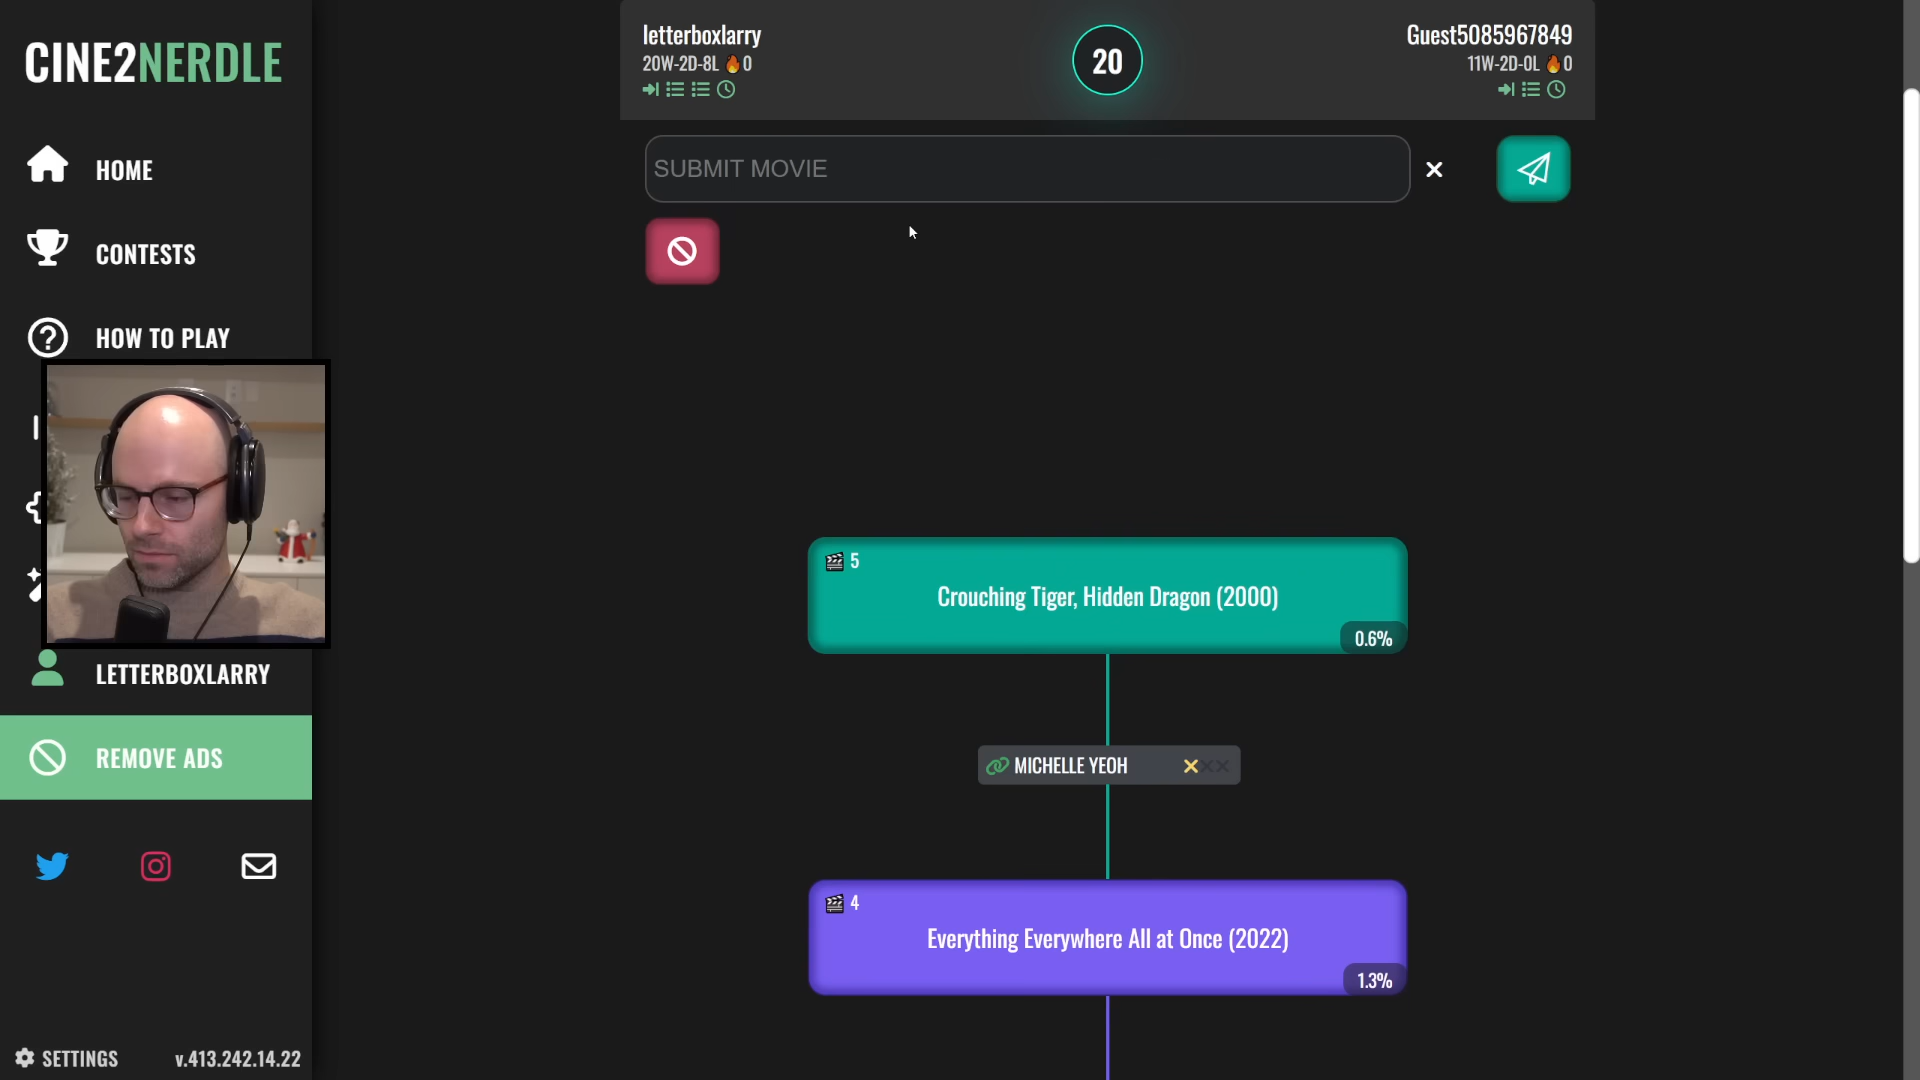 CINE2NERDLE
HOME
CONTESTS
HOW TO PLAY
LETTERBOXLARRY
REMOVE ADS
SETTINGS
v.413.242.14.22
letterboxlarry
20W-2D-8L 🔥0
20
Guest5085967849
11W-2D-0L 🔥0
SUBMIT MOVIE
5
Crouching Tiger, Hidden Dragon (2000)
0.6%
MICHELLE YEOH
4
Everything Everywhere All at Once (2022)
1.3%